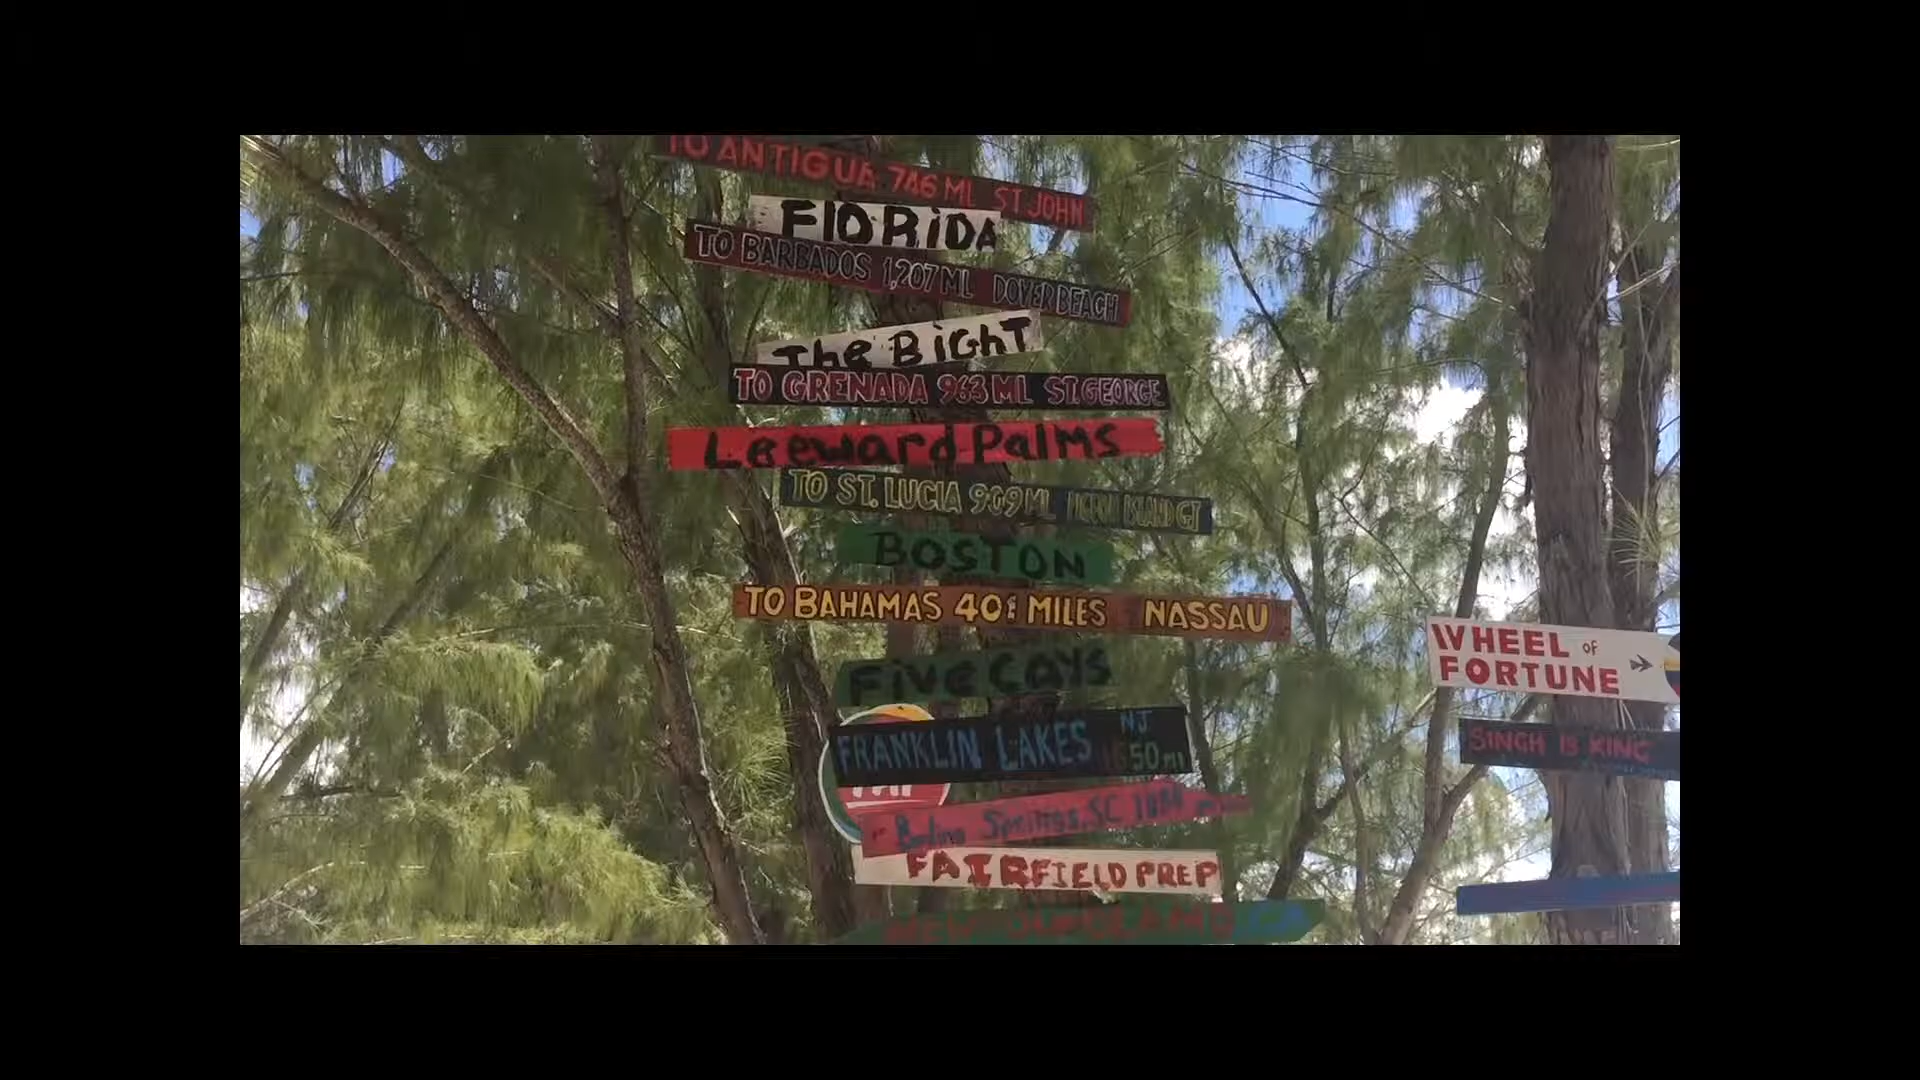 TO ANTIGUA 746 ML ST JOHN
FlORiDA
TO BARBADOS 1,207 ML DOVER BEACH
The BighT
TO GRENADA 963 ML ST. GEORGE
Leeward Palms
TO ST. LUCIA 909 ML
BOSTON
TO BAHAMAS MILES NASSAU
FivE CAYS
FRANKLIN LAKES NJ
Springs, SC
FAIRFIELD PREP
WHEEL of
FORTUNE
SINGH IS KING